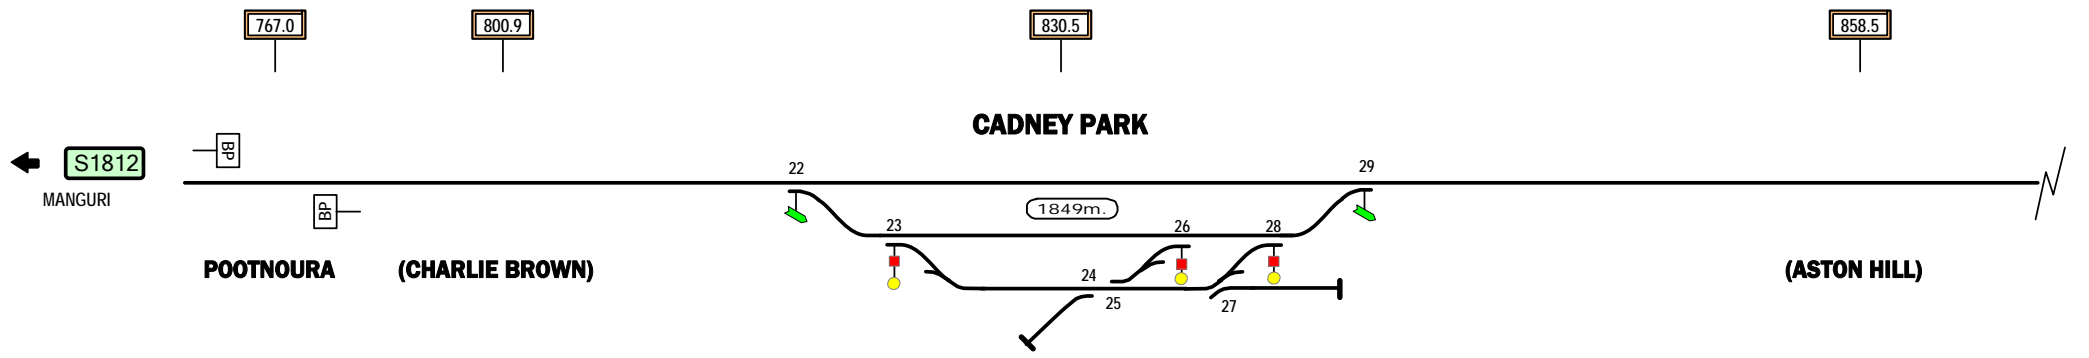 767.0
800.9
830.5
858.5
CADNEY PARK
BP
S1812
MANGURI
22
29
BP
1849m.
23
26
28
POOTNOURA
(CHARLIE BROWN)
24
25
27
(ASTON HILL)